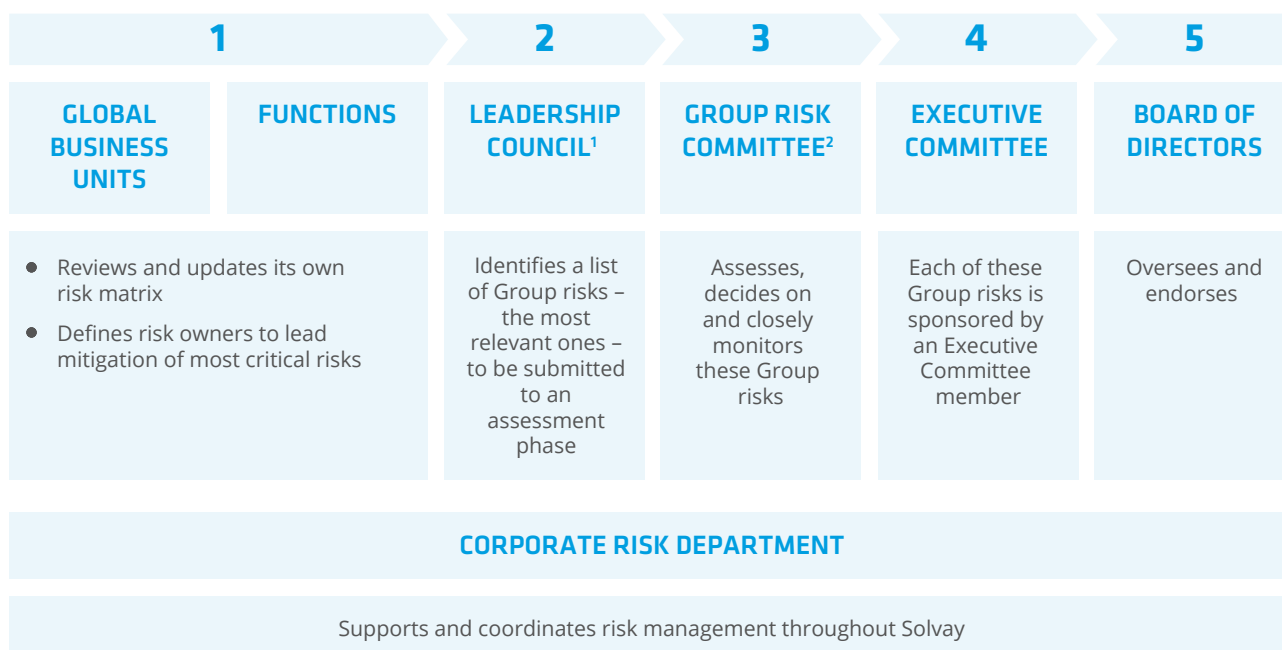 1
2
3
4
5
GLOBAL
BUSINESS
UNITS
FUNCTIONS
LEADERSHIP
COUNCIL¹
GROUP RISK
COMMITTEE²
EXECUTIVE
COMMITTEE
BOARD OF
DIRECTORS
● Reviews and updates its own
risk matrix
● Defines risk owners to lead
mitigation of most critical risks
Identifies a list
of Group risks –
the most
relevant ones –
to be submitted
to an
assessment
phase
Assesses,
decides on
and closely
monitors
these Group
risks
Each of these
Group risks is
sponsored by
an Executive
Committee
member
Oversees and
endorses
CORPORATE RISK DEPARTMENT
Supports and coordinates risk management throughout Solvay